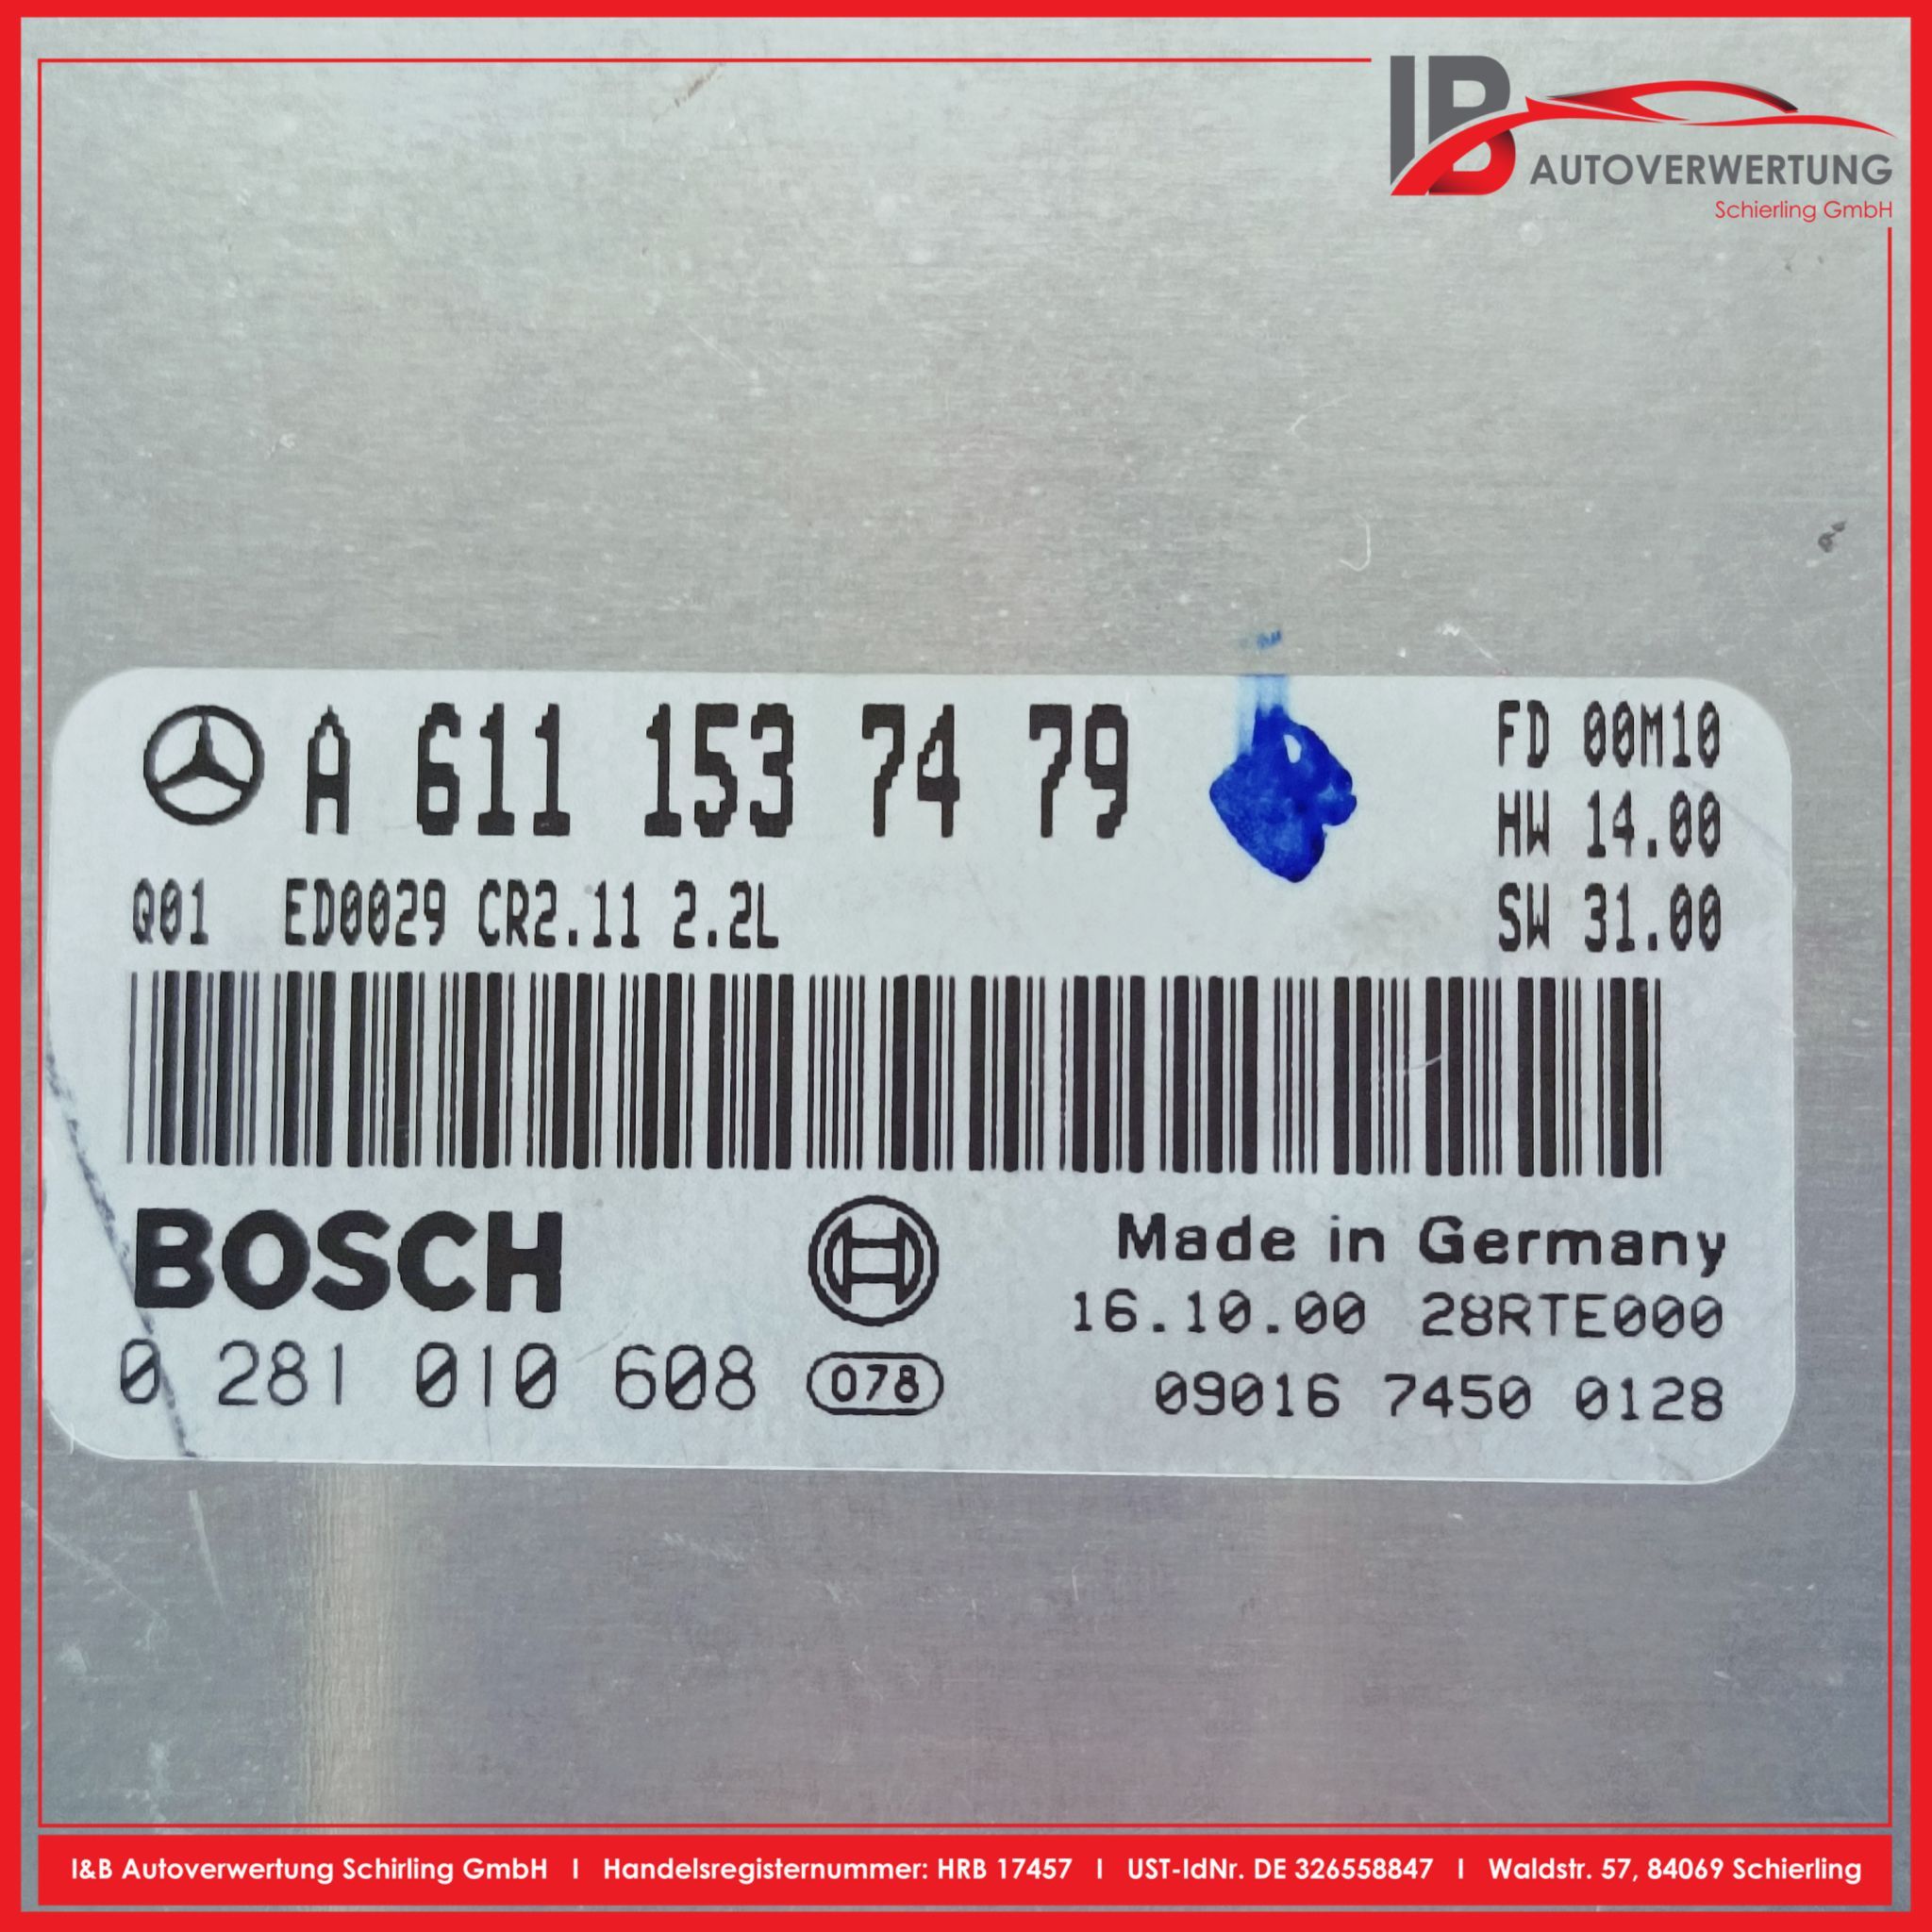 IB AUTOVERWERTUNG
Schierling GmbH
A 611 153 74 79
FD 00M10
HW 14.00
Q01 ED0029 CR2.11 2.2L
SW 31.00
BOSCH
Made in Germany
16.10.00 28RTE000
0 281 010 608 078
09016 7450 0128
I&B Autoverwertung Schirling GmbH I Handelsregisternummer: HRB 17457 I UST-IdNr. DE 326558847 I Waldstr. 57, 84069 Schierling